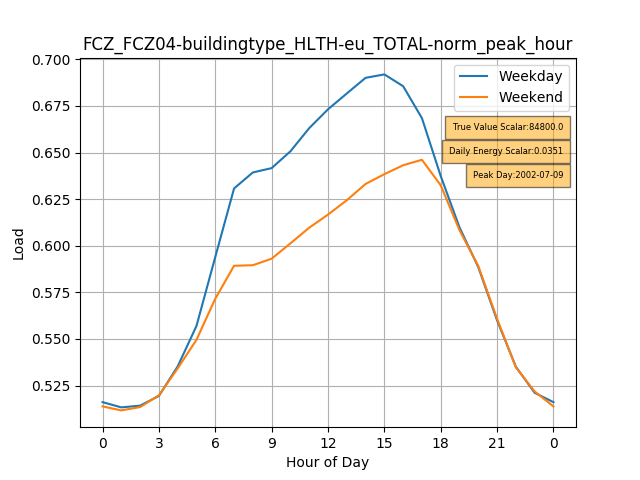 FCZ_FCZ04-buildingtype_HLTH-eu_TOTAL-norm_peak_hour
0.700
0.675
0.650
0.625
0.600
0.575
0.550
0.525
Load
Weekday
Weekend
True Value Scalar:84800.0
Daily Energy Scalar:0.0351
Peak Day:2002-07-09
0 3 6 9 12 15 18 21 0
Hour of Day